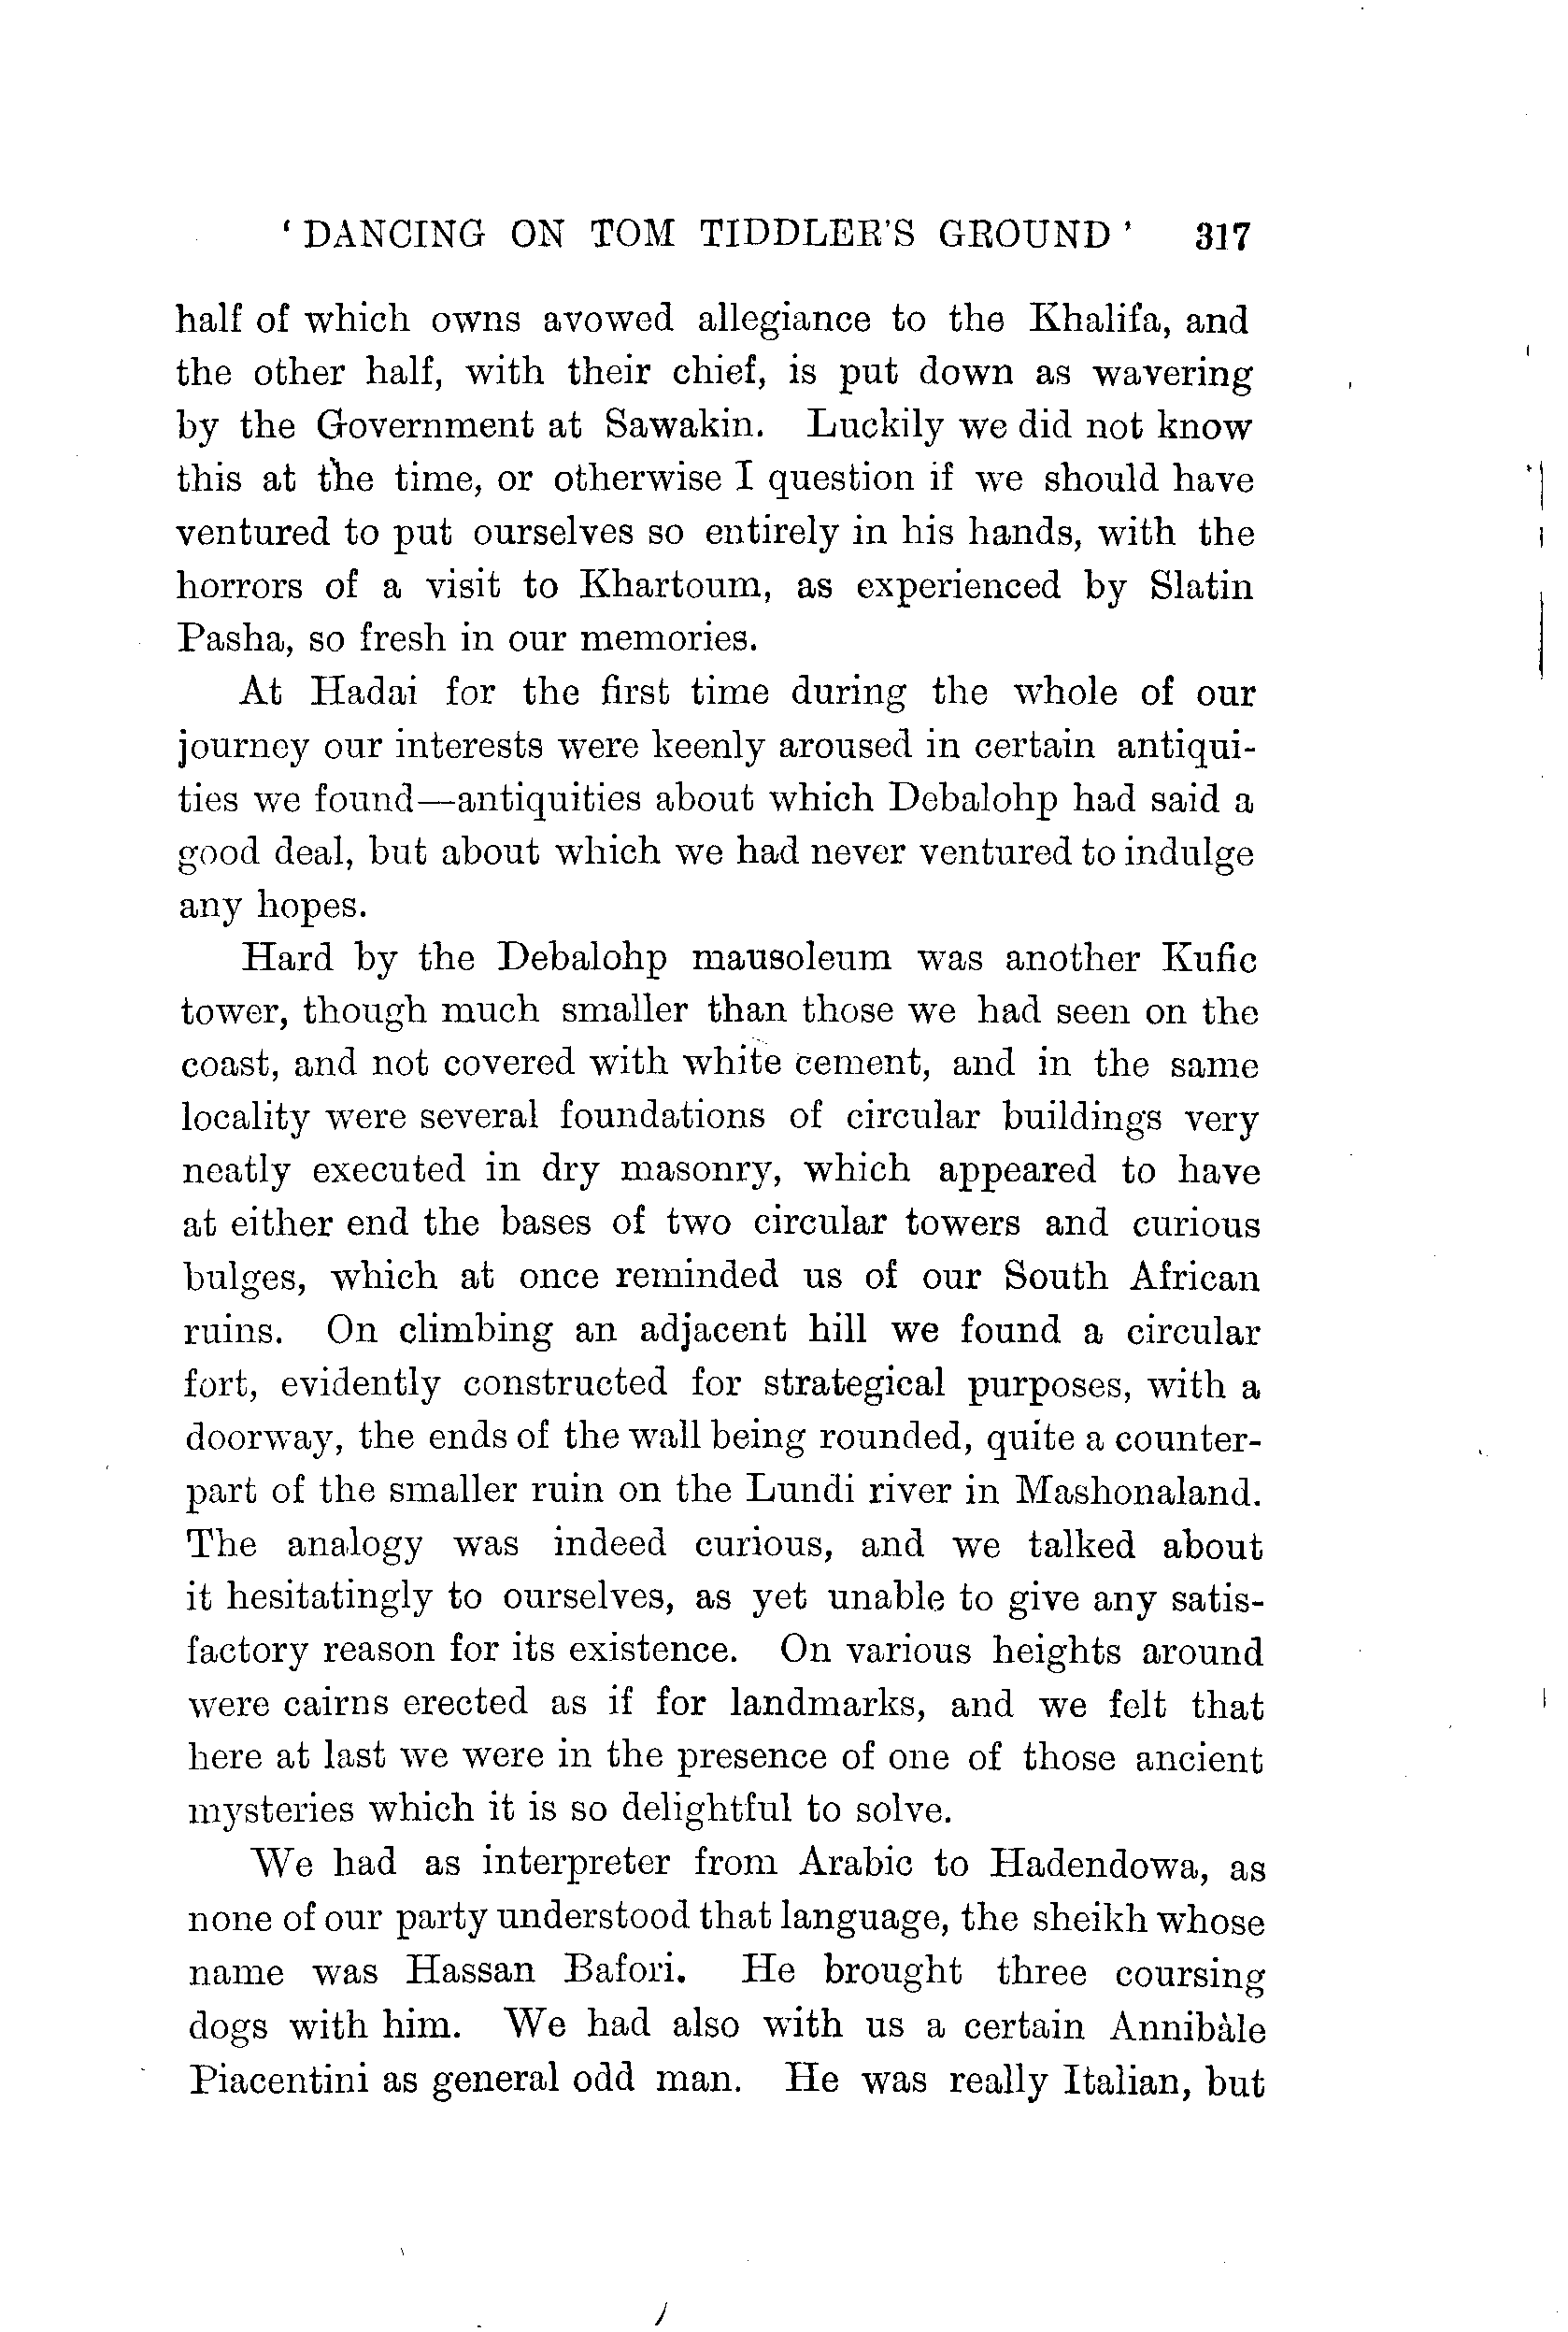 ' DANCING ON TOM TIDDLER'S GROUND ' 317
half of which owns avowed allegiance to the Khalifa, and
the other half, with their chief, is put down as wavering
by the Government at Sawakin. Luckily we did not know
this at the time, or otherwise I question if we should have
ventured to put ourselves so entirely in his hands, with the
horrors of a visit to Khartoum, as experienced by Slatin
Pasha, so fresh in our memories.
At Hadai for the first time during the whole of our
journey our interests were keenly aroused in certain antiqui-
ties we found—antiquities about which Debalohp had said a
good deal, but about which we had never ventured to indulge
any hopes.
Hard by the Debalohp mausoleum was another Kufic
tower, though much smaller than those we had seen on the
coast, and not covered with white cement, and in the same
locality were several foundations of circular buildings very
neatly executed in dry masonry, which appeared to have
at either end the bases of two circular towers and curious
bulges, which at once reminded us of our South African
ruins. On climbing an adjacent hill we found a circular
fort, evidently constructed for strategical purposes, with a
doorway, the ends of the wall being rounded, quite a counter-
part of the smaller ruin on the Lundi river in Mashonaland.
The analogy was indeed curious, and we talked about
it hesitatingly to ourselves, as yet unable to give any satis-
factory reason for its existence. On various heights around
were cairns erected as if for landmarks, and we felt that
here at last we were in the presence of one of those ancient
mysteries which it is so delightful to solve.
We had as interpreter from Arabic to Hadendowa, as
none of our party understood that language, the sheikh whose
name was Hassan Bafori. He brought three coursing
dogs with him. We had also with us a certain Annibàle
Piacentini as general odd man. He was really Italian, but